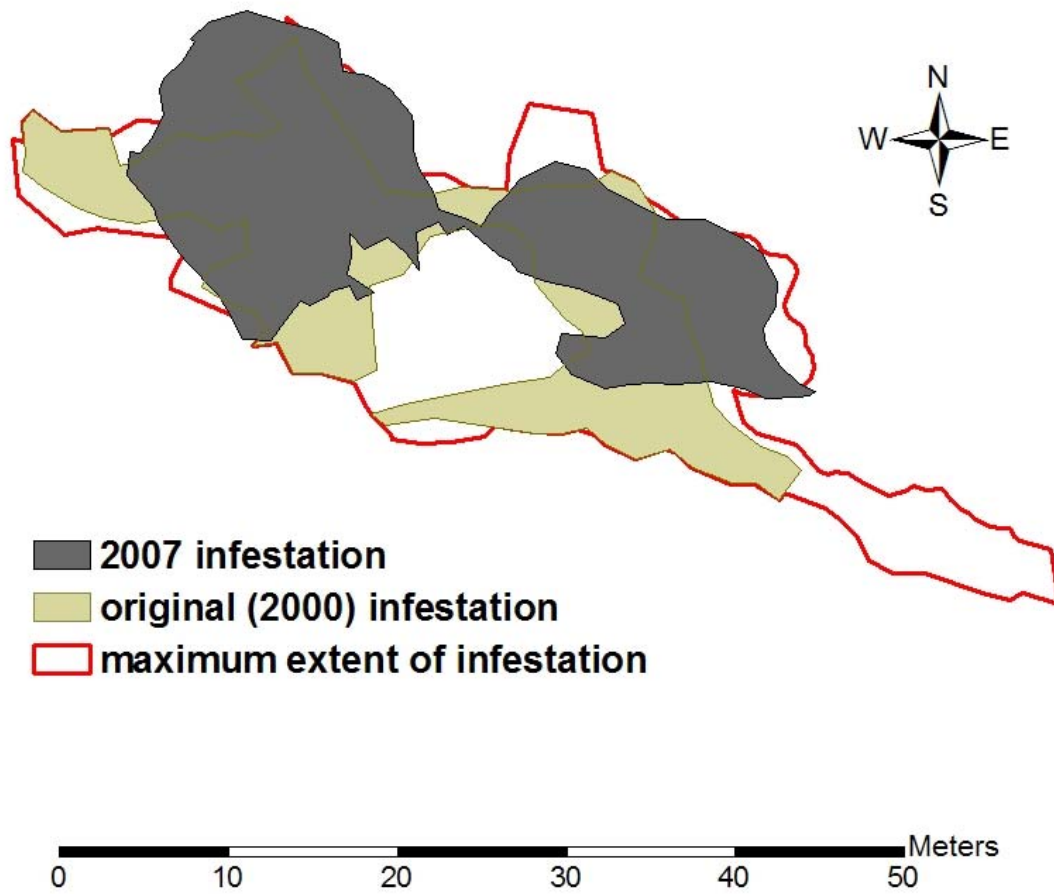 N
W E
S
2007 infestation
original (2000) infestation
maximum extent of infestation
Meters
0 10 20 30 40 50